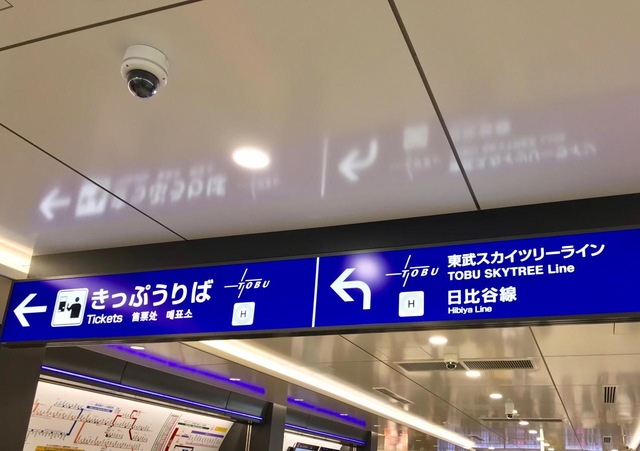 きっぷうりば
Tickets 售票处 매표소
TOBU
H
TOBU
H
東武スカイツリーライン
TOBU SKYTREE Line
日比谷線
Hibiya Line